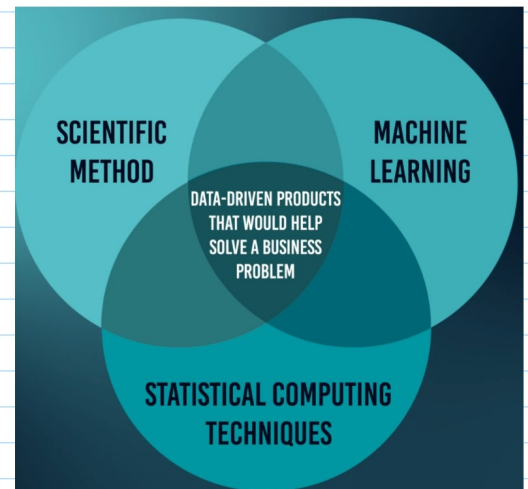 SCIENTIFIC
METHOD
MACHINE
LEARNING
DATA-DRIVEN PRODUCTS
THAT WOULD HELP
SOLVE A BUSINESS
PROBLEM
STATISTICAL COMPUTING
TECHNIQUES